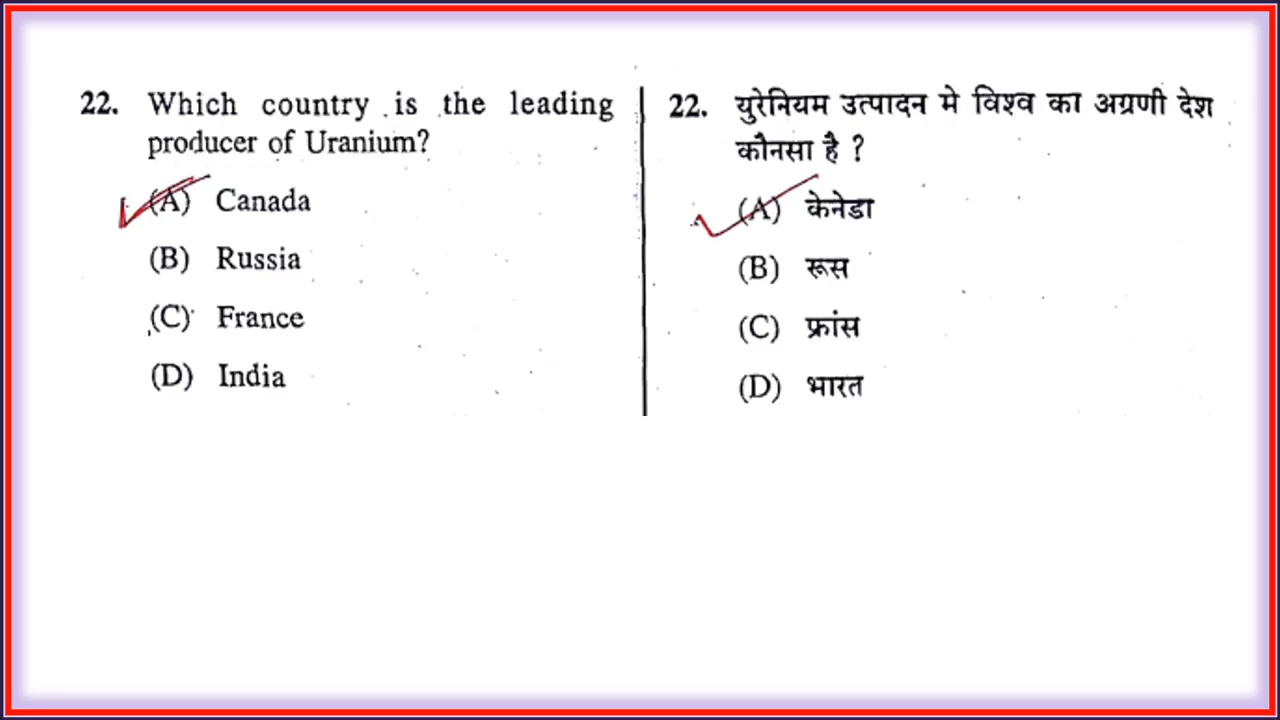 22. Which country is the leading
producer of Uranium?
(A) Canada
(B) Russia
(C) France
(D) India
22. युरेनियम उत्पादन मे विश्व का अग्रणी देश
कौनसा है ?
(A) केनेडा
(B) रूस
(C) फ्रांस
(D) भारत